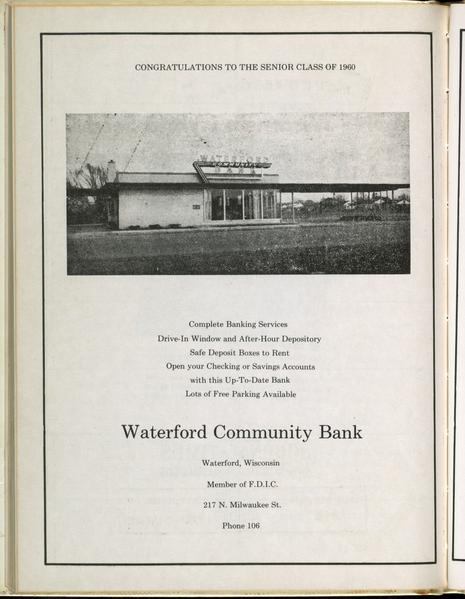 CONGRATULATIONS TO THE SENIOR CLASS OF 1960
WATERFORD
BANK
Complete Banking Services
Drive-In Window and After-Hour Depository
Safe Deposit Boxes to Rent
Open your Checking or Savings Accounts
with this Up-To-Date Bank
Lots of Free Parking Available
Waterford Community Bank
Waterford, Wisconsin
Member of F.D.I.C.
217 N. Milwaukee St.
Phone 106